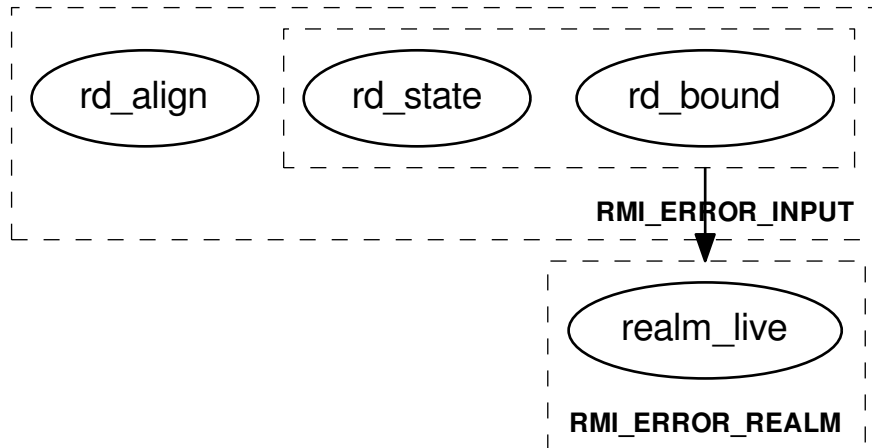 rd_align rd_state rd_bound
RMI_ERROR_INPUT
realm_live
RMI_ERROR_REALM